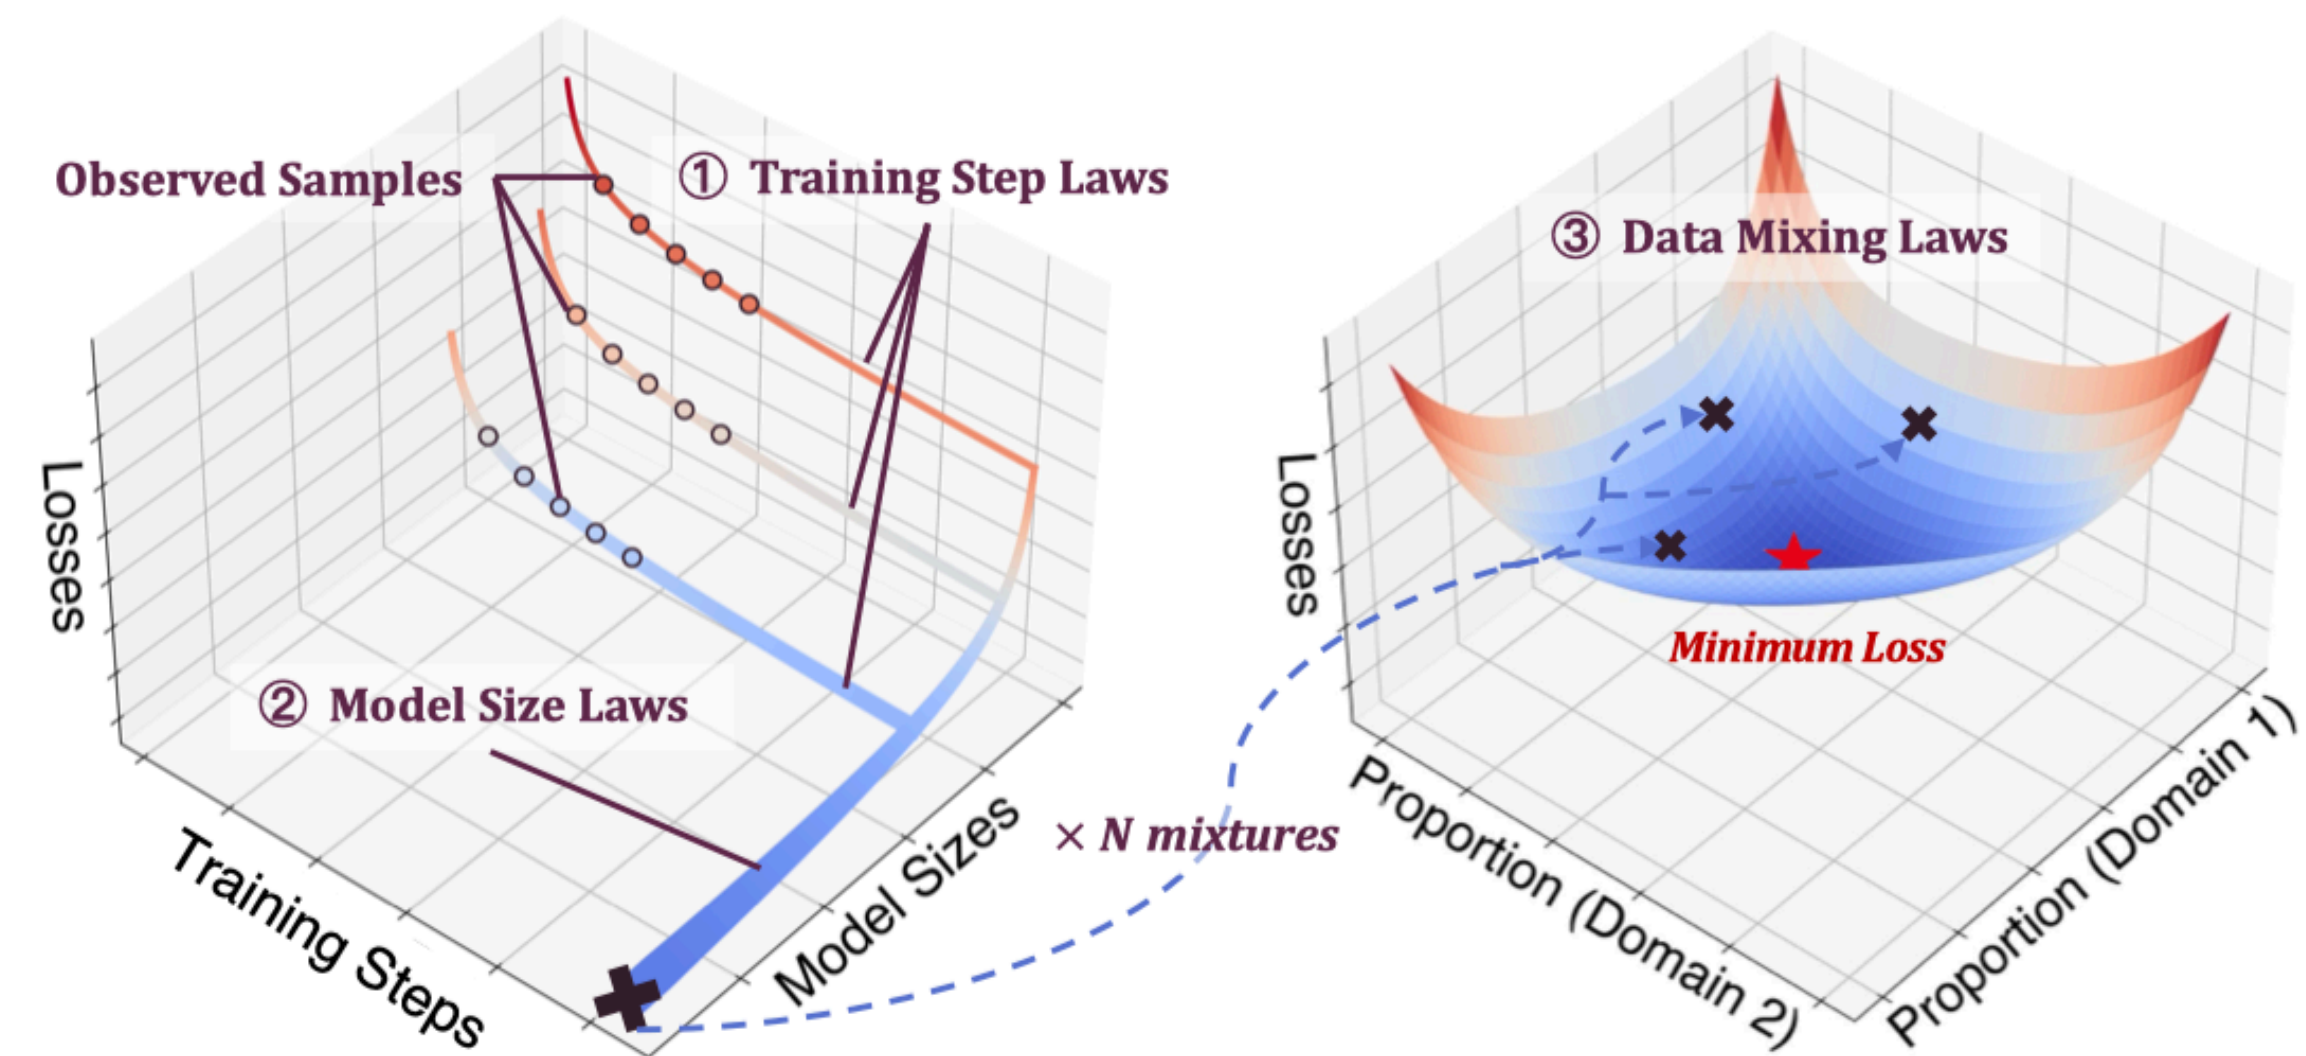 Observed Samples
① Training Step Laws
② Model Size Laws
Losses
Training Steps
Model Sizes
× N mixtures
③ Data Mixing Laws
Losses
Minimum Loss
Proportion (Domain 2)
Proportion (Domain 1)